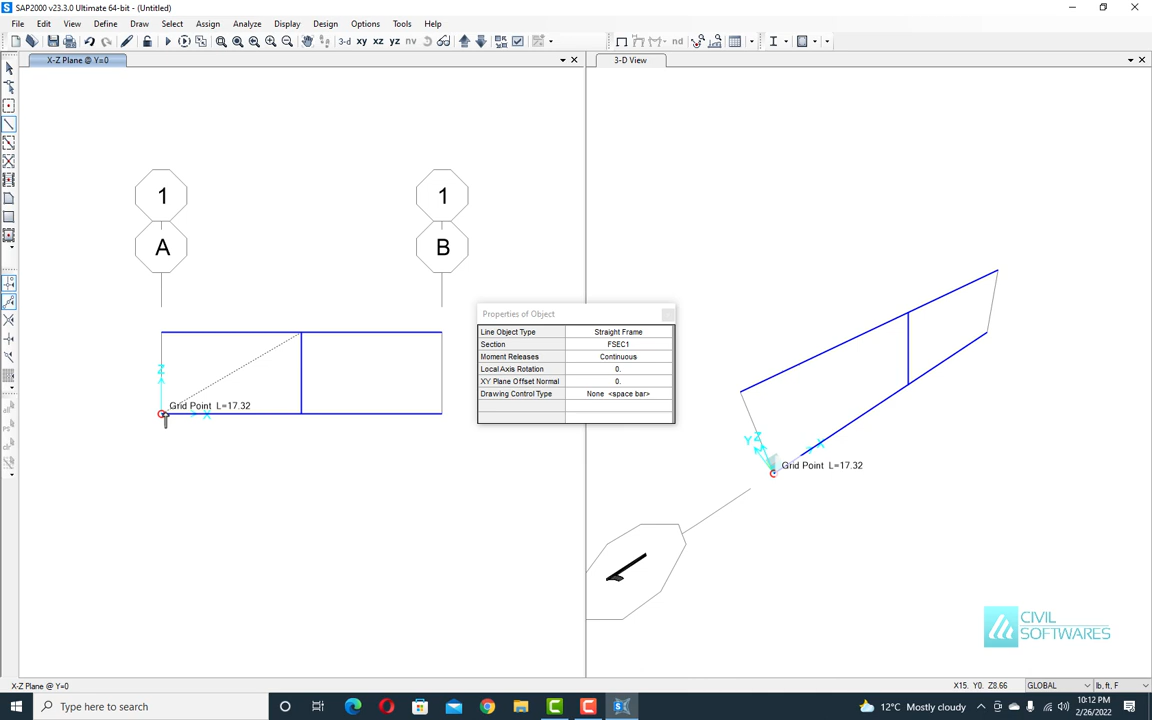 SAP2000 v23.3.0 Ultimate 64-bit - (Untitled)
File Edit View Define Draw Select Assign Analyze Display Design Options Tools Help
3-d xy xz yz nv nd
X-Z Plane @ Y=0
3-D View
1 1
A B
Z
X
Grid Point L=17.32
Properties of Object
Line Object Type Straight Frame
Section FSEC1
Moment Releases Continuous
Local Axis Rotation 0.
XY Plane Offset Normal 0.
Drawing Control Type None <space bar>
Y Z X
Grid Point L=17.32
1
CIVIL
SOFTWARES
X-Z Plane @ Y=0
X15. Y0. Z8.66
GLOBAL
lb, ft, F
Type here to search
12°C Mostly cloudy
10:12 PM
2/26/2022